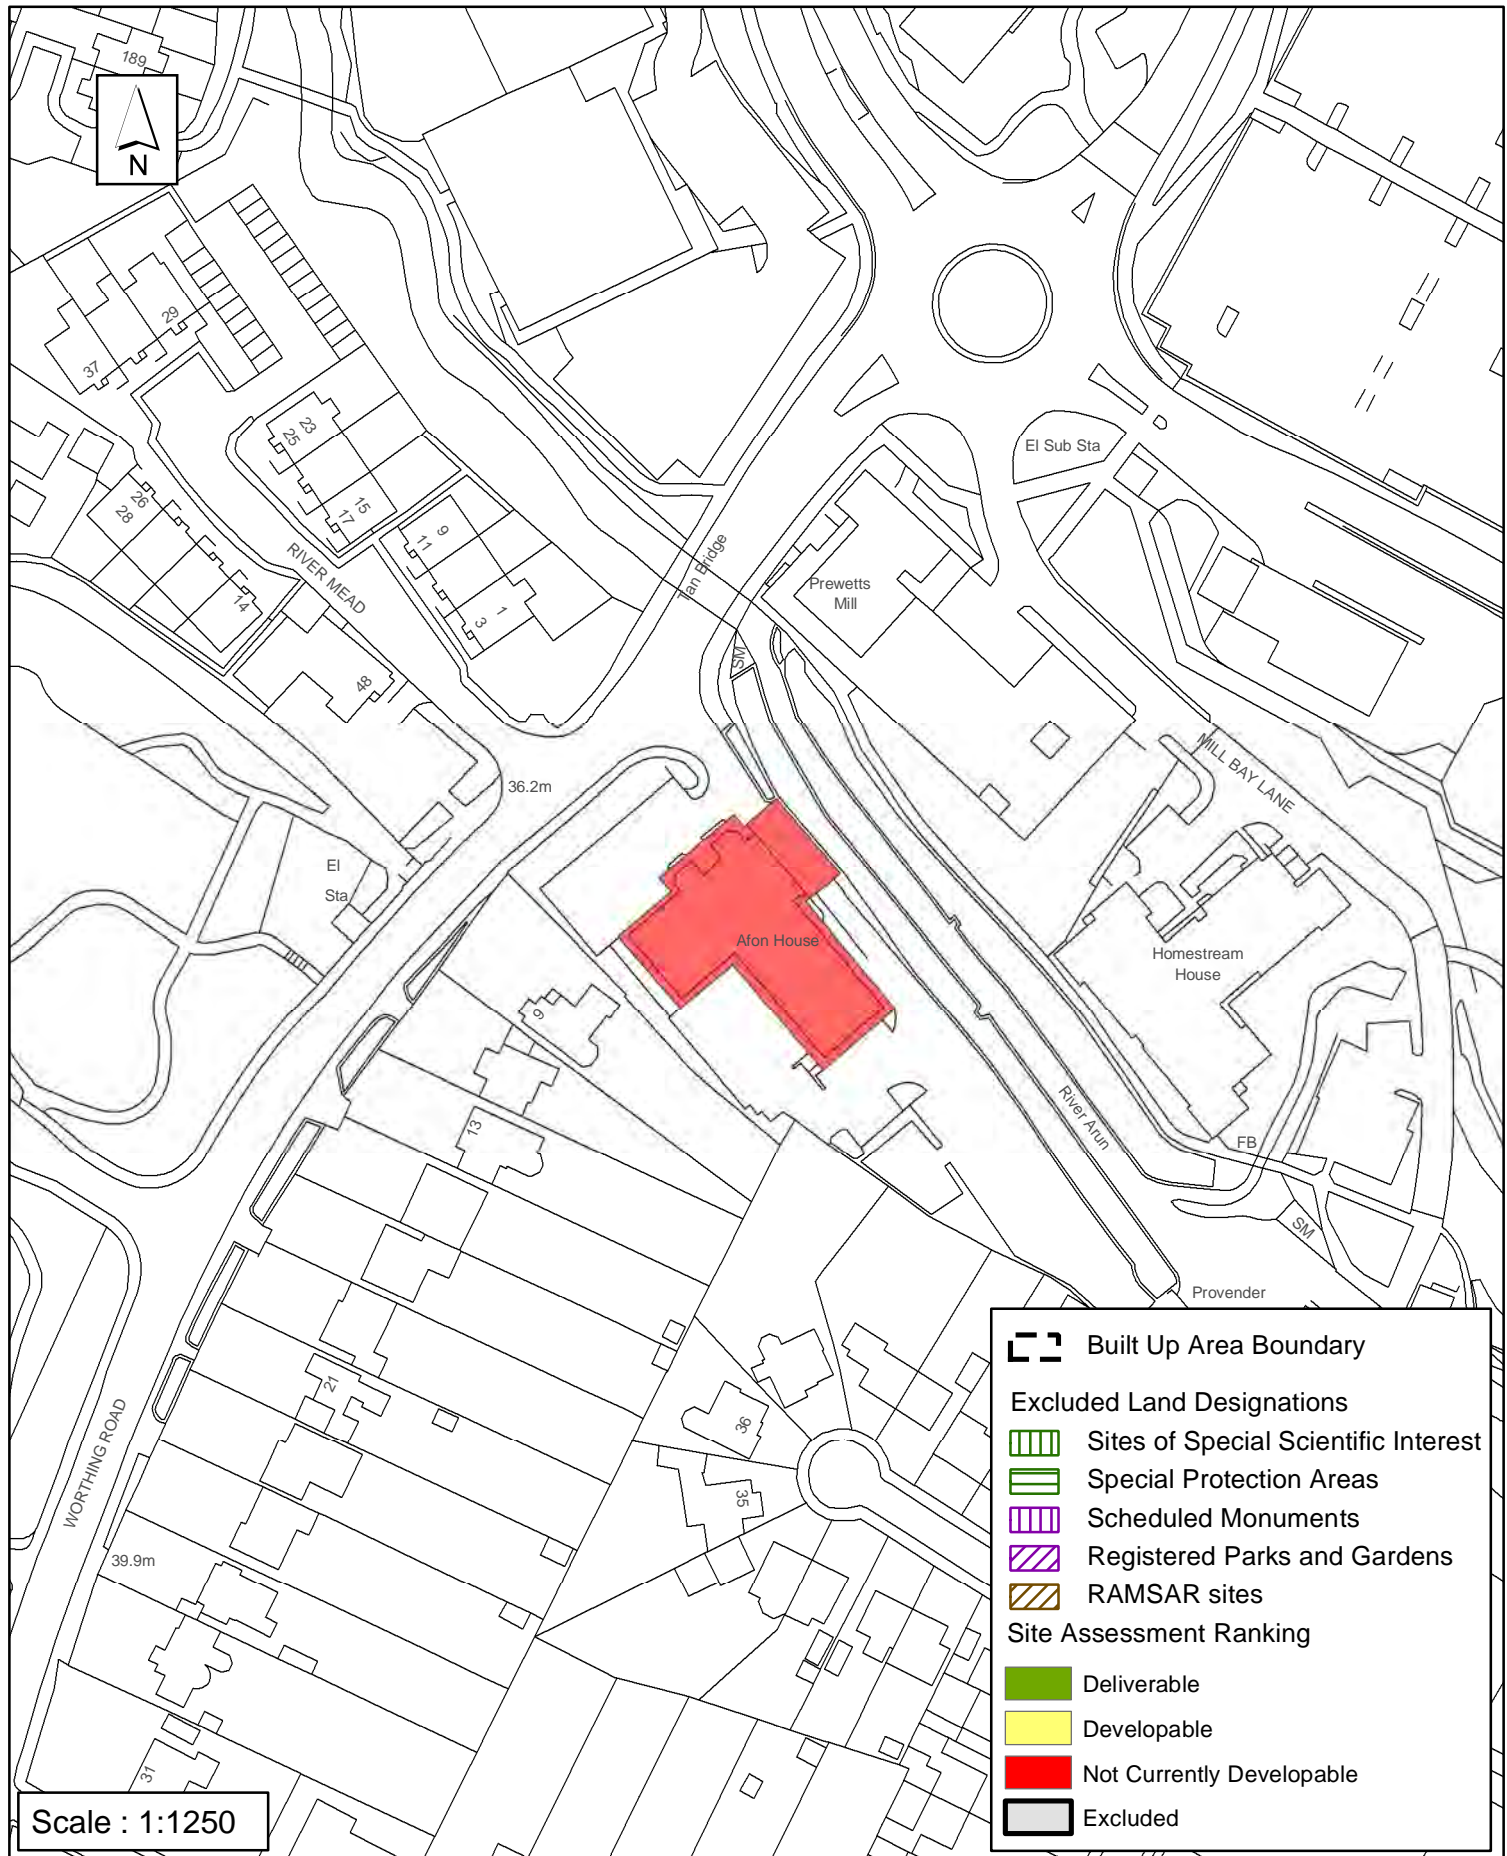 189
N
29
37
23
25
15
17
9
11
1
3
26
28
14
RIVER MEAD
48
El Sub Sta
Tan Bridge
Prewetts
Mill
SM
MILL BAY LANE
36.2m
El
Sta
Afon House
Homestream
House
9
River Arun
13
FB
SM
Provender
21
36
35
WORTHING ROAD
39.9m
31
Scale : 1:1250
Built Up Area Boundary
Excluded Land Designations
Sites of Special Scientific Interest
Special Protection Areas
Scheduled Monuments
Registered Parks and Gardens
RAMSAR sites
Site Assessment Ranking
Deliverable
Developable
Not Currently Developable
Excluded